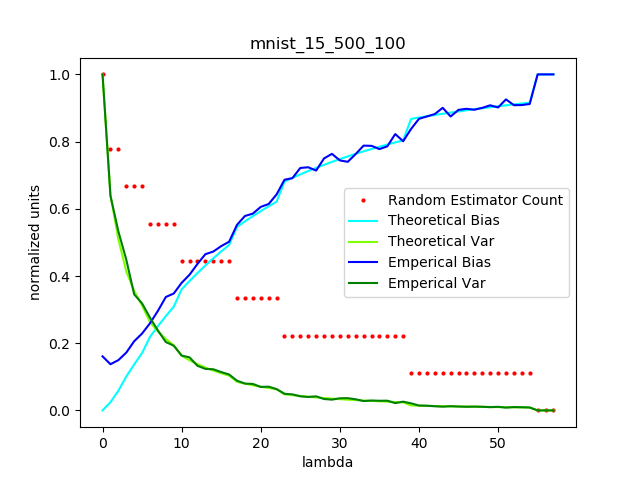 mnist_15_500_100
normalized units
1.0
0.8
0.6
0.4
0.2
0.0
Random Estimator Count
Theoretical Bias
Theoretical Var
Emperical Bias
Emperical Var
0 10 20 30 40 50
lambda